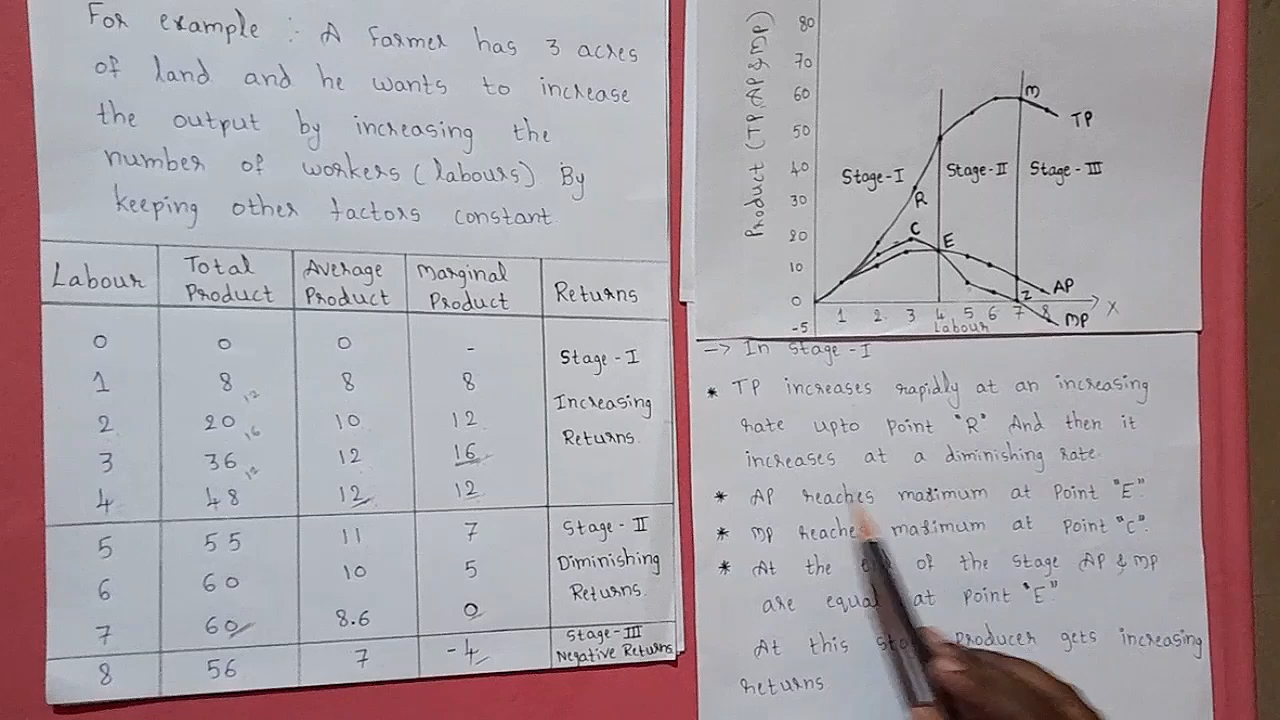 For example : A Farmer has 3 acres
of land and he wants to increase
the output by increasing the
number of workers (labours) By
keeping other factors constant.
Labour Total Product Average Product Marginal Product Returns
0 0 0 - Stage - I
1 8 8 8 Increasing
12
2 20 10 12 Returns.
16
3 36 12 16
12
4 48 12 12
5 55 11 7 Stage - II
6 60 10 5 Diminishing Returns.
7 60 8.6 0
8 56 7 -4 Stage - III Negative Returns
Product (TP, AP & MP)
80
70
60
50
40
30
20
10
0
-5
M
TP
Stage-I Stage-II Stage-III
R
C
E
AP
Z
MP
1 2 3 4 5 6 7 8 X
Labour
-> In Stage - I
* TP increases rapidly at an increasing
rate upto point "R" And then it
increases at a diminishing rate.
* AP reaches maximum at Point "E".
* MP reaches maximum at point "C".
* At the of the stage AP & MP
are equal at point "E"
At this Producer gets increasing
returns